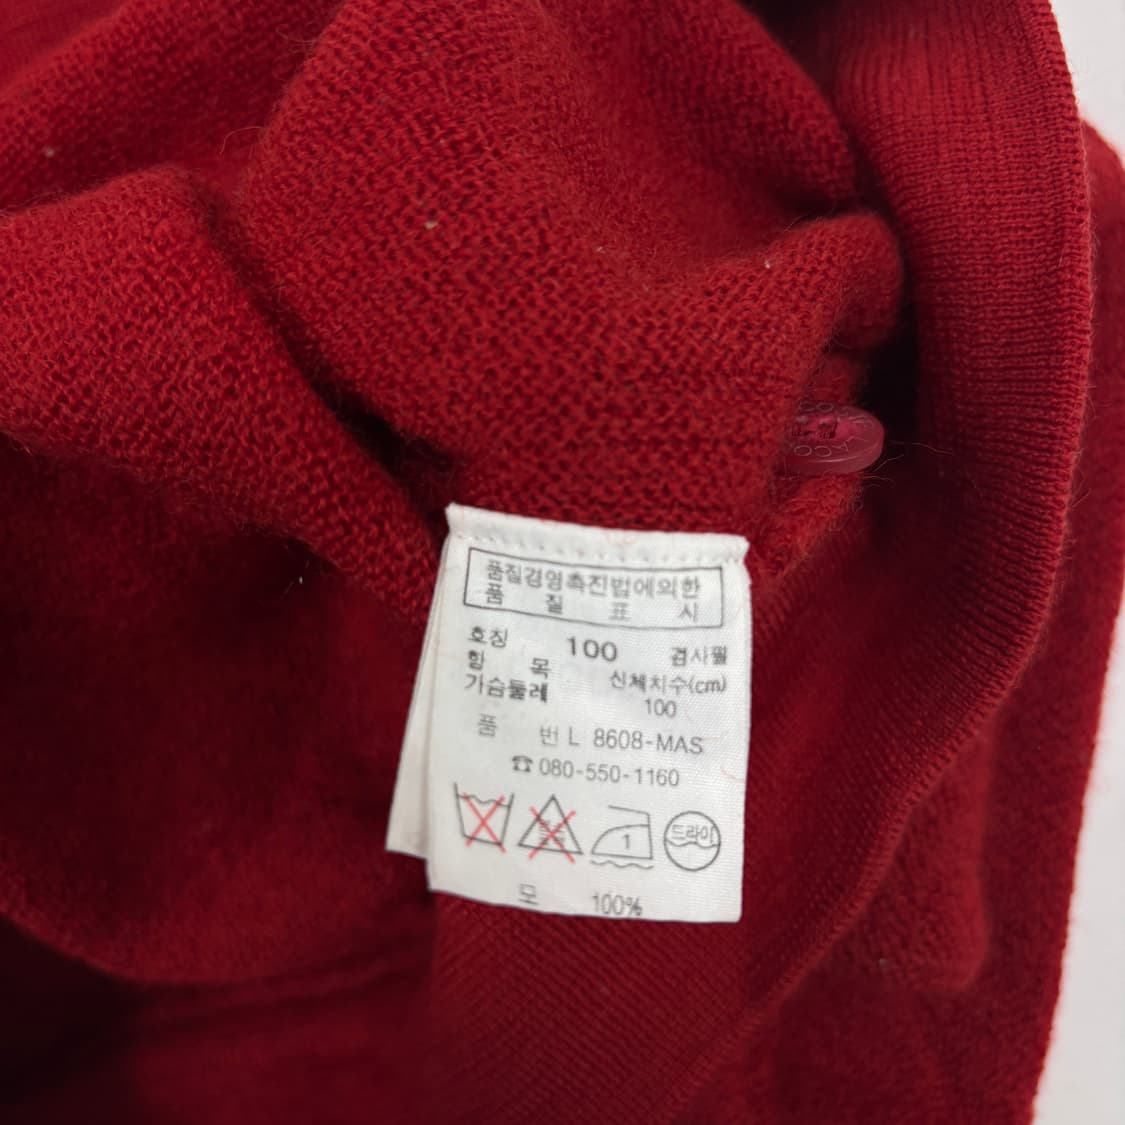 품질경영촉진법에의한
품 질 표 시
호칭 100 검사필
항 목 신체치수(cm)
가슴둘레 100
품 번 L 8608-MAS
☎ 080-550-1160
1 드라이
모 100%